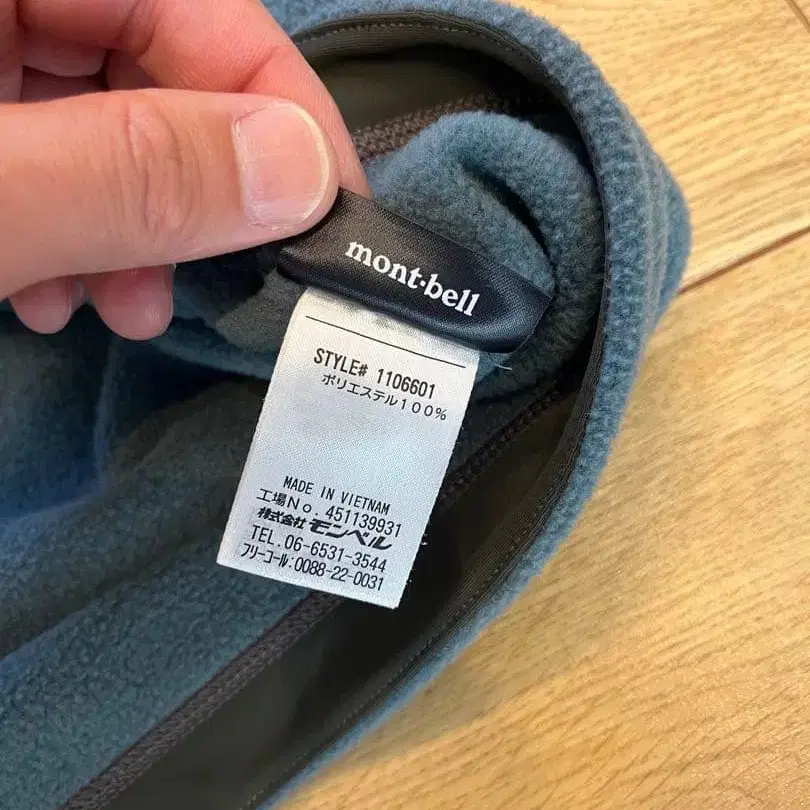 mont·bell
STYLE# 1106601
ポリエステル100%
MADE IN VIETNAM
工場No. 451139931
株式会社 モンベル
TEL. 06-6531-3544
フリーコール:0088-22-0031